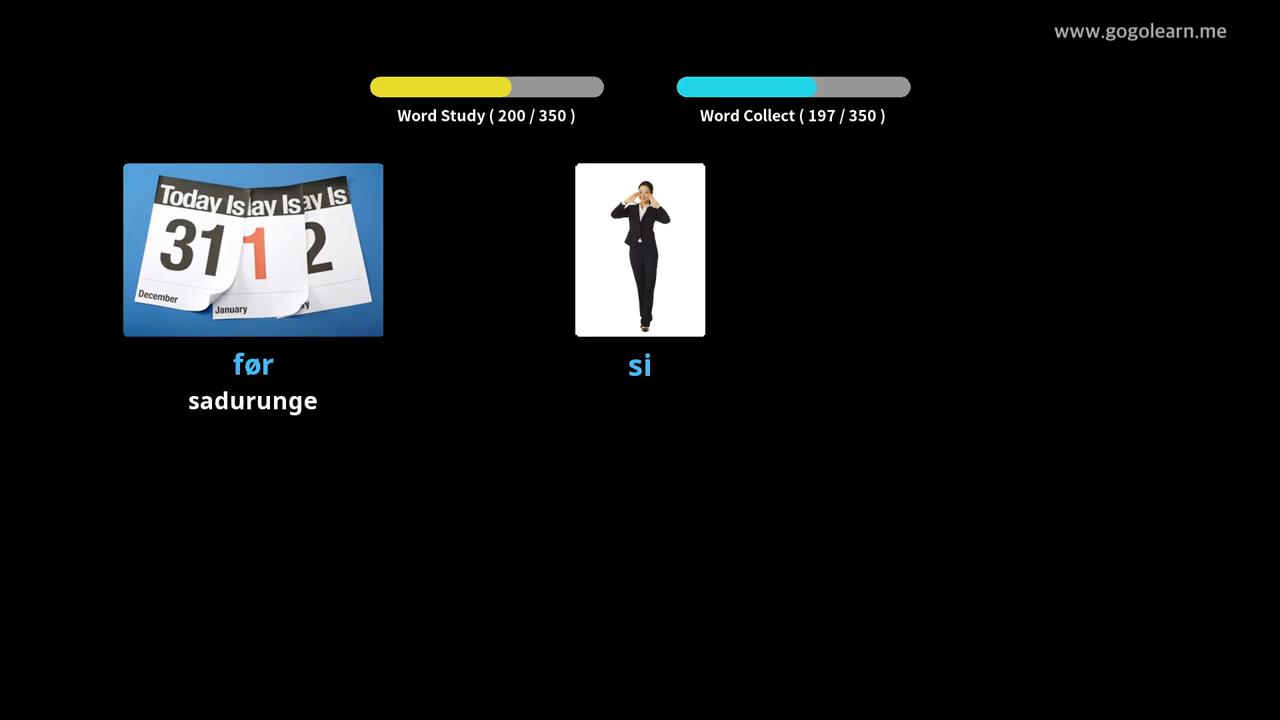 www.gogolearn.me
Word Study ( 200 / 350 )
Word Collect ( 197 / 350 )
Today Is
ay Is
ay Is
31
1
2
December
January
før
sadurunge
si